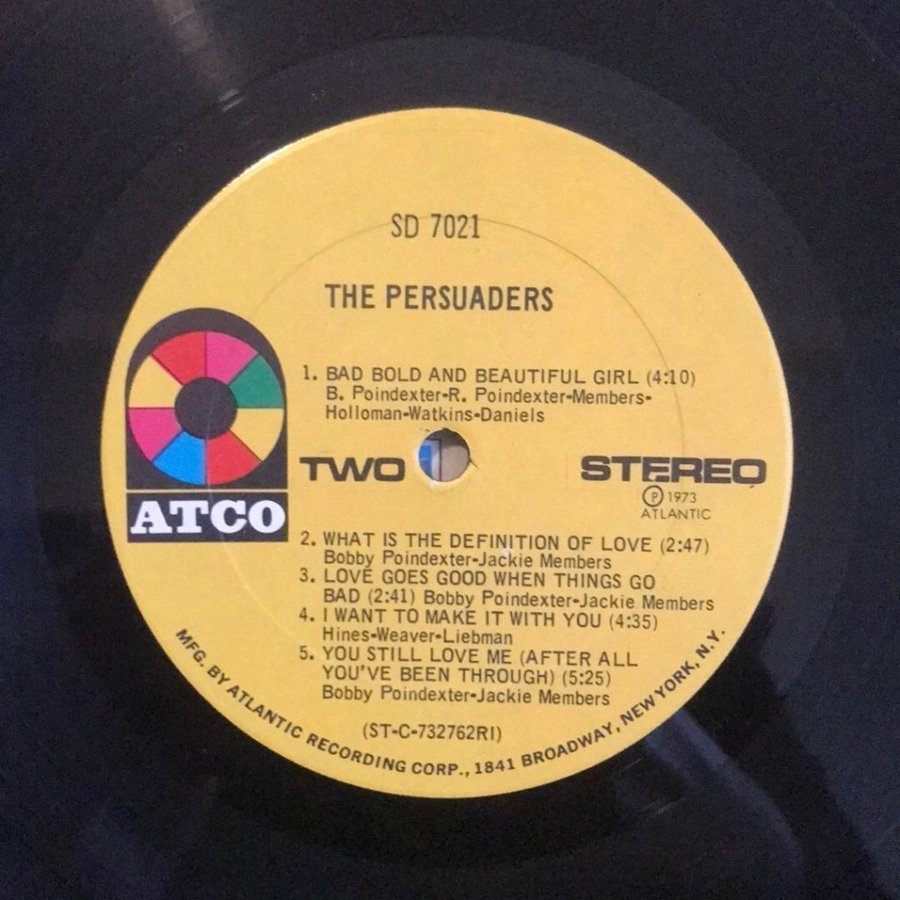 SD 7021
THE PERSUADERS
1. BAD BOLD AND BEAUTIFUL GIRL (4:10)
B. Poindexter-R. Poindexter-Members-
Holloman-Watkins-Daniels
TWO STEREO
Ⓟ 1973
ATLANTIC
ATCO
2. WHAT IS THE DEFINITION OF LOVE (2:47)
Bobby Poindexter-Jackie Members
3. LOVE GOES GOOD WHEN THINGS GO
BAD (2:41) Bobby Poindexter-Jackie Members
4. I WANT TO MAKE IT WITH YOU (4:35)
Hines-Weaver-Liebman
5. YOU STILL LOVE ME (AFTER ALL
YOU'VE BEEN THROUGH) (5:25)
Bobby Poindexter-Jackie Members
(ST-C-732762RI)
MFG. BY ATLANTIC RECORDING CORP., 1841 BROADWAY, NEW YORK, N.Y.